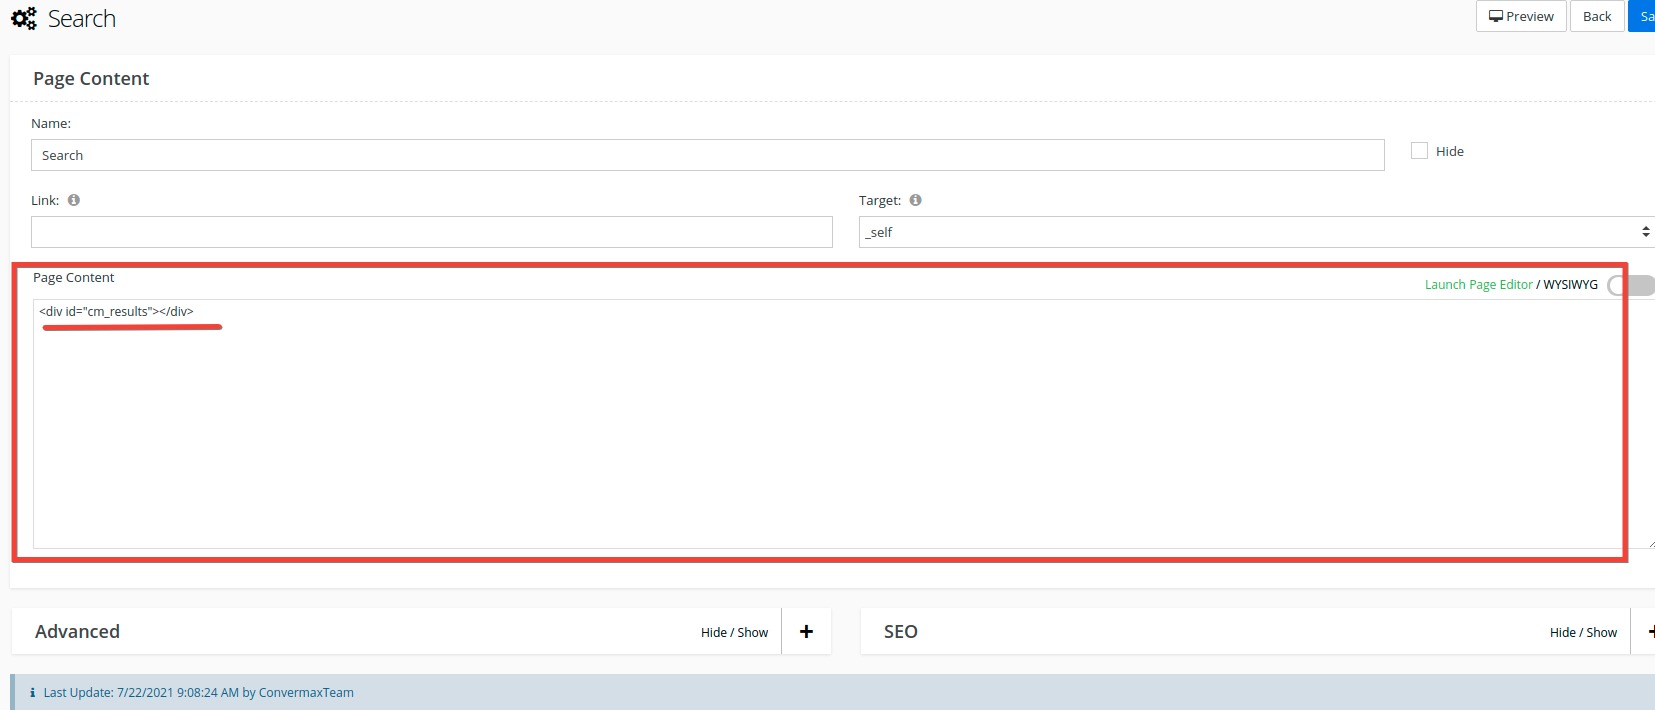 Search
Preview Back Sa
Page Content
Name:
Search
Hide
Link:
Target:
_self
Page Content
Launch Page Editor / WYSIWYG
<div id="cm_results"></div>
Advanced
Hide / Show
SEO
Hide / Show
Last Update: 7/22/2021 9:08:24 AM by ConvermaxTeam